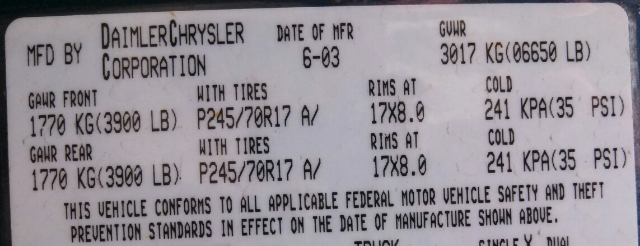 MFD BY DAIMLERCHRYSLER CORPORATION DATE OF MFR 6-03 GVWR 3017 KG(06650 LB)
GAWR FRONT WITH TIRES RIMS AT COLD
1770 KG(3900 LB) P245/70R17 A/ 17X8.0 241 KPA(35 PSI)
GAWR REAR WITH TIRES RIMS AT COLD
1770 KG(3900 LB) P245/70R17 A/ 17X8.0 241 KPA(35 PSI)
THIS VEHICLE CONFORMS TO ALL APPLICABLE FEDERAL MOTOR VEHICLE SAFETY AND THEFT
PREVENTION STANDARDS IN EFFECT ON THE DATE OF MANUFACTURE SHOWN ABOVE.
TRUCK SINGLE X DUAL